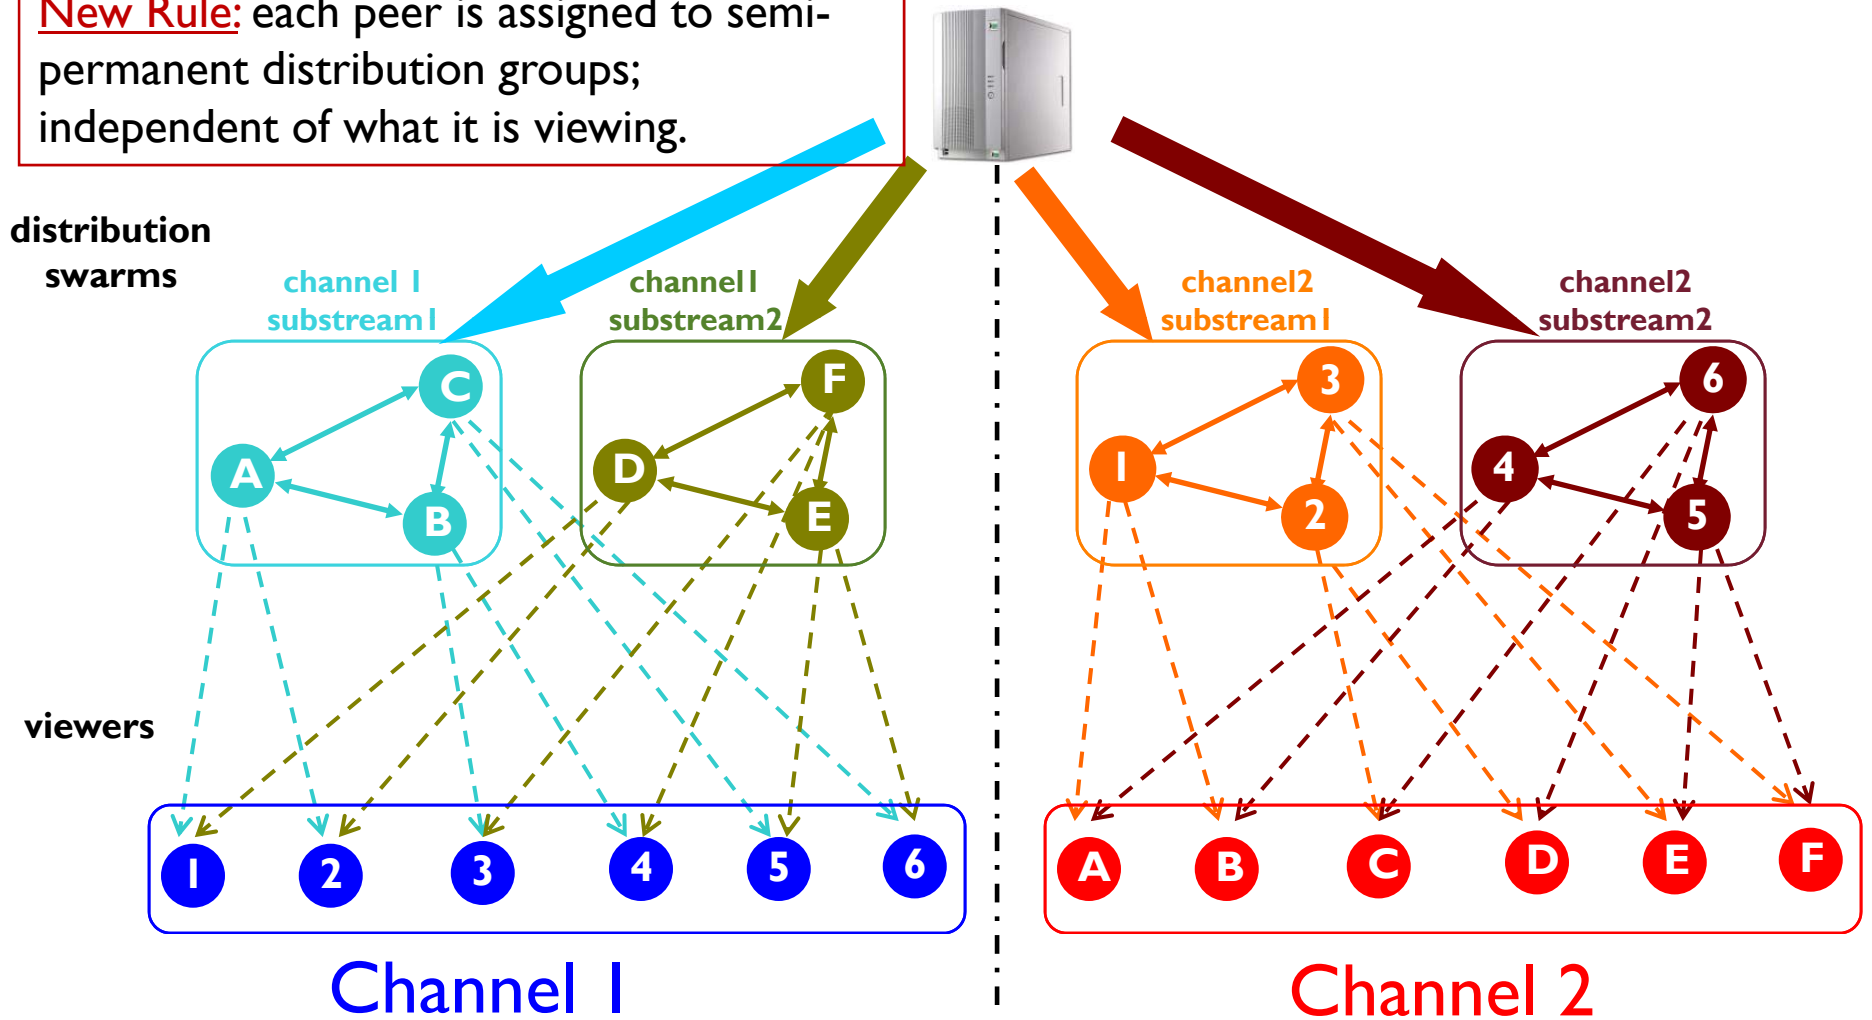 New Rule: each peer is assigned to semi-
permanent distribution groups;
independent of what it is viewing.
distribution
swarms
channel 1
substream1
channel1
substream2
channel2
substream1
channel2
substream2
C
A
B
F
D
E
3
1
2
6
4
5
viewers
1
2
3
4
5
6
A
B
C
D
E
F
Channel 1
Channel 2